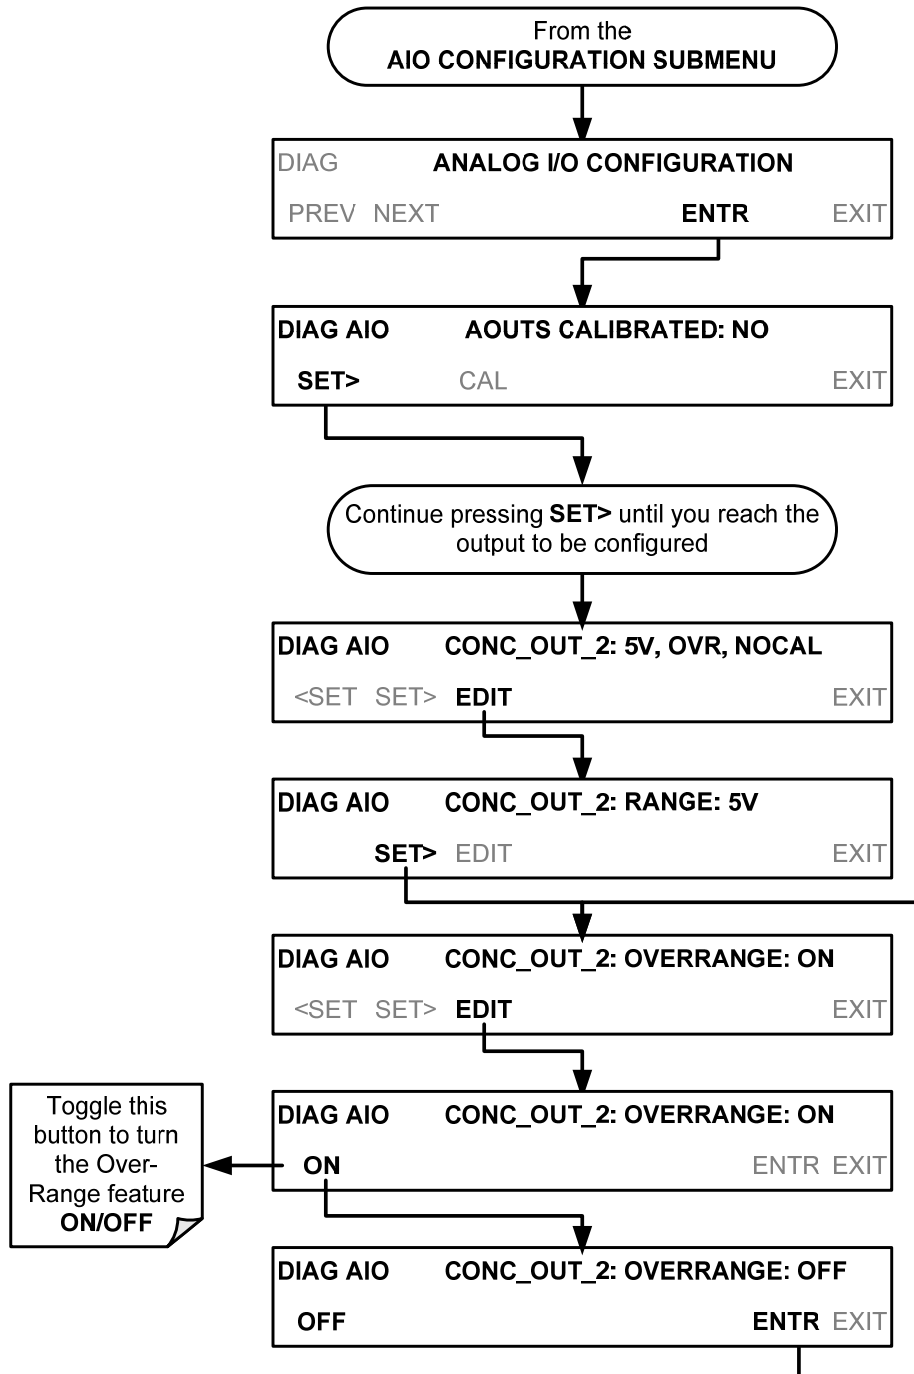 From the
AIO CONFIGURATION SUBMENU
DIAG ANALOG I/O CONFIGURATION
PREV NEXT ENTR EXIT
DIAG AIO AOUTS CALIBRATED: NO
SET> CAL EXIT
Continue pressing SET> until you reach the
output to be configured
DIAG AIO CONC_OUT_2: 5V, OVR, NOCAL
<SET SET> EDIT EXIT
DIAG AIO CONC_OUT_2: RANGE: 5V
SET> EDIT EXIT
DIAG AIO CONC_OUT_2: OVERRANGE: ON
<SET SET> EDIT EXIT
Toggle this
button to turn
the Over-
Range feature
ON/OFF
DIAG AIO CONC_OUT_2: OVERRANGE: ON
ON ENTR EXIT
DIAG AIO CONC_OUT_2: OVERRANGE: OFF
OFF ENTR EXIT